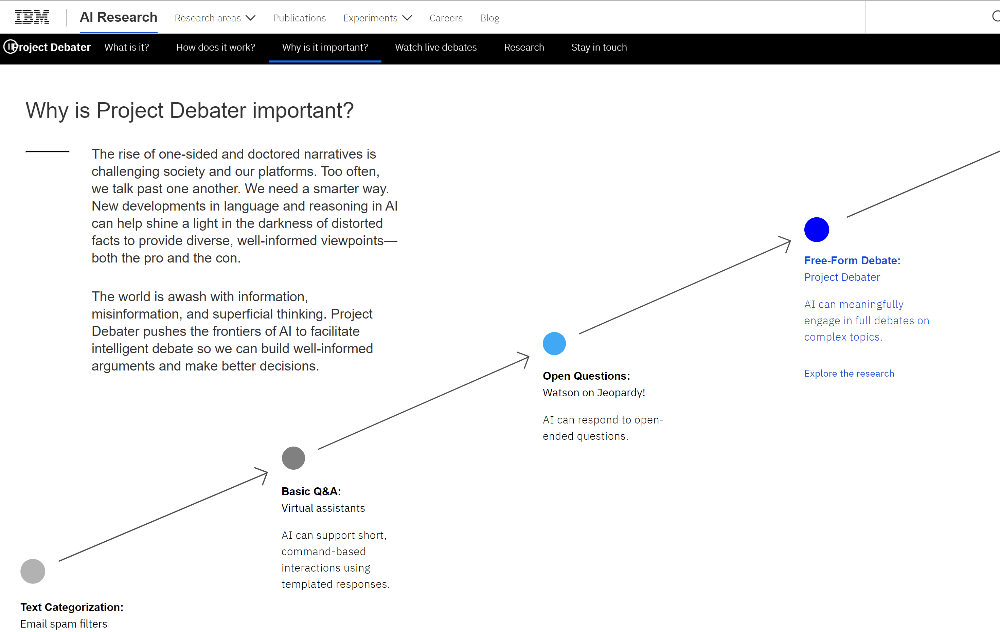 IBM
AI Research
Research areas
Publications
Experiments
Careers
Blog
Project Debater
What is it?
How does it work?
Why is it important?
Watch live debates
Research
Stay in touch
Why is Project Debater important?
The rise of one-sided and doctored narratives is
challenging society and our platforms. Too often,
we talk past one another. We need a smarter way.
New developments in language and reasoning in AI
can help shine a light in the darkness of distorted
facts to provide diverse, well-informed viewpoints—
both the pro and the con.
The world is awash with information,
misinformation, and superficial thinking. Project
Debater pushes the frontiers of AI to facilitate
intelligent debate so we can build well-informed
arguments and make better decisions.
Free-Form Debate:
Project Debater
AI can meaningfully
engage in full debates on
complex topics.
Explore the research
Open Questions:
Watson on Jeopardy!
AI can respond to open-
ended questions.
Basic Q&A:
Virtual assistants
AI can support short,
command-based
interactions using
templated responses.
Text Categorization:
Email spam filters